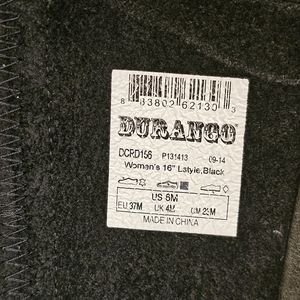 8 83802 62130 3
DURANGO
DCRD156 P131413 09-14
Women's 16" Lstyle,Black
US 6M
EU 37M UK 4M CM 23M
MADE IN CHINA